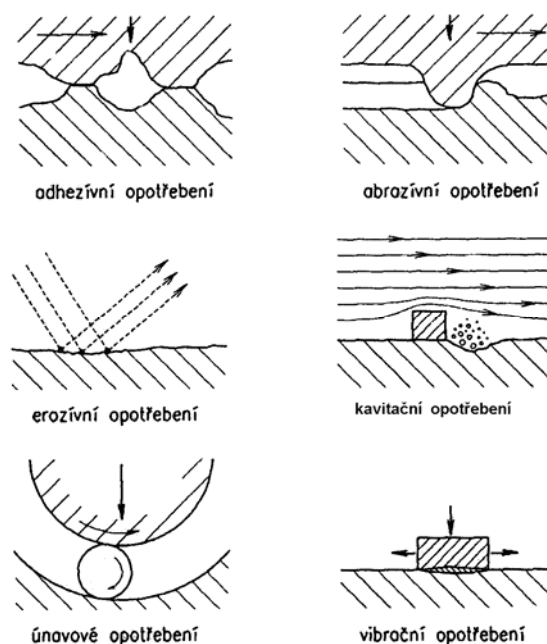 adhezívní opotřebení
abrazívní opotřebení
erozívní opotřebení
kavitační opotřebení
únavové opotřebení
vibrační opotřebení